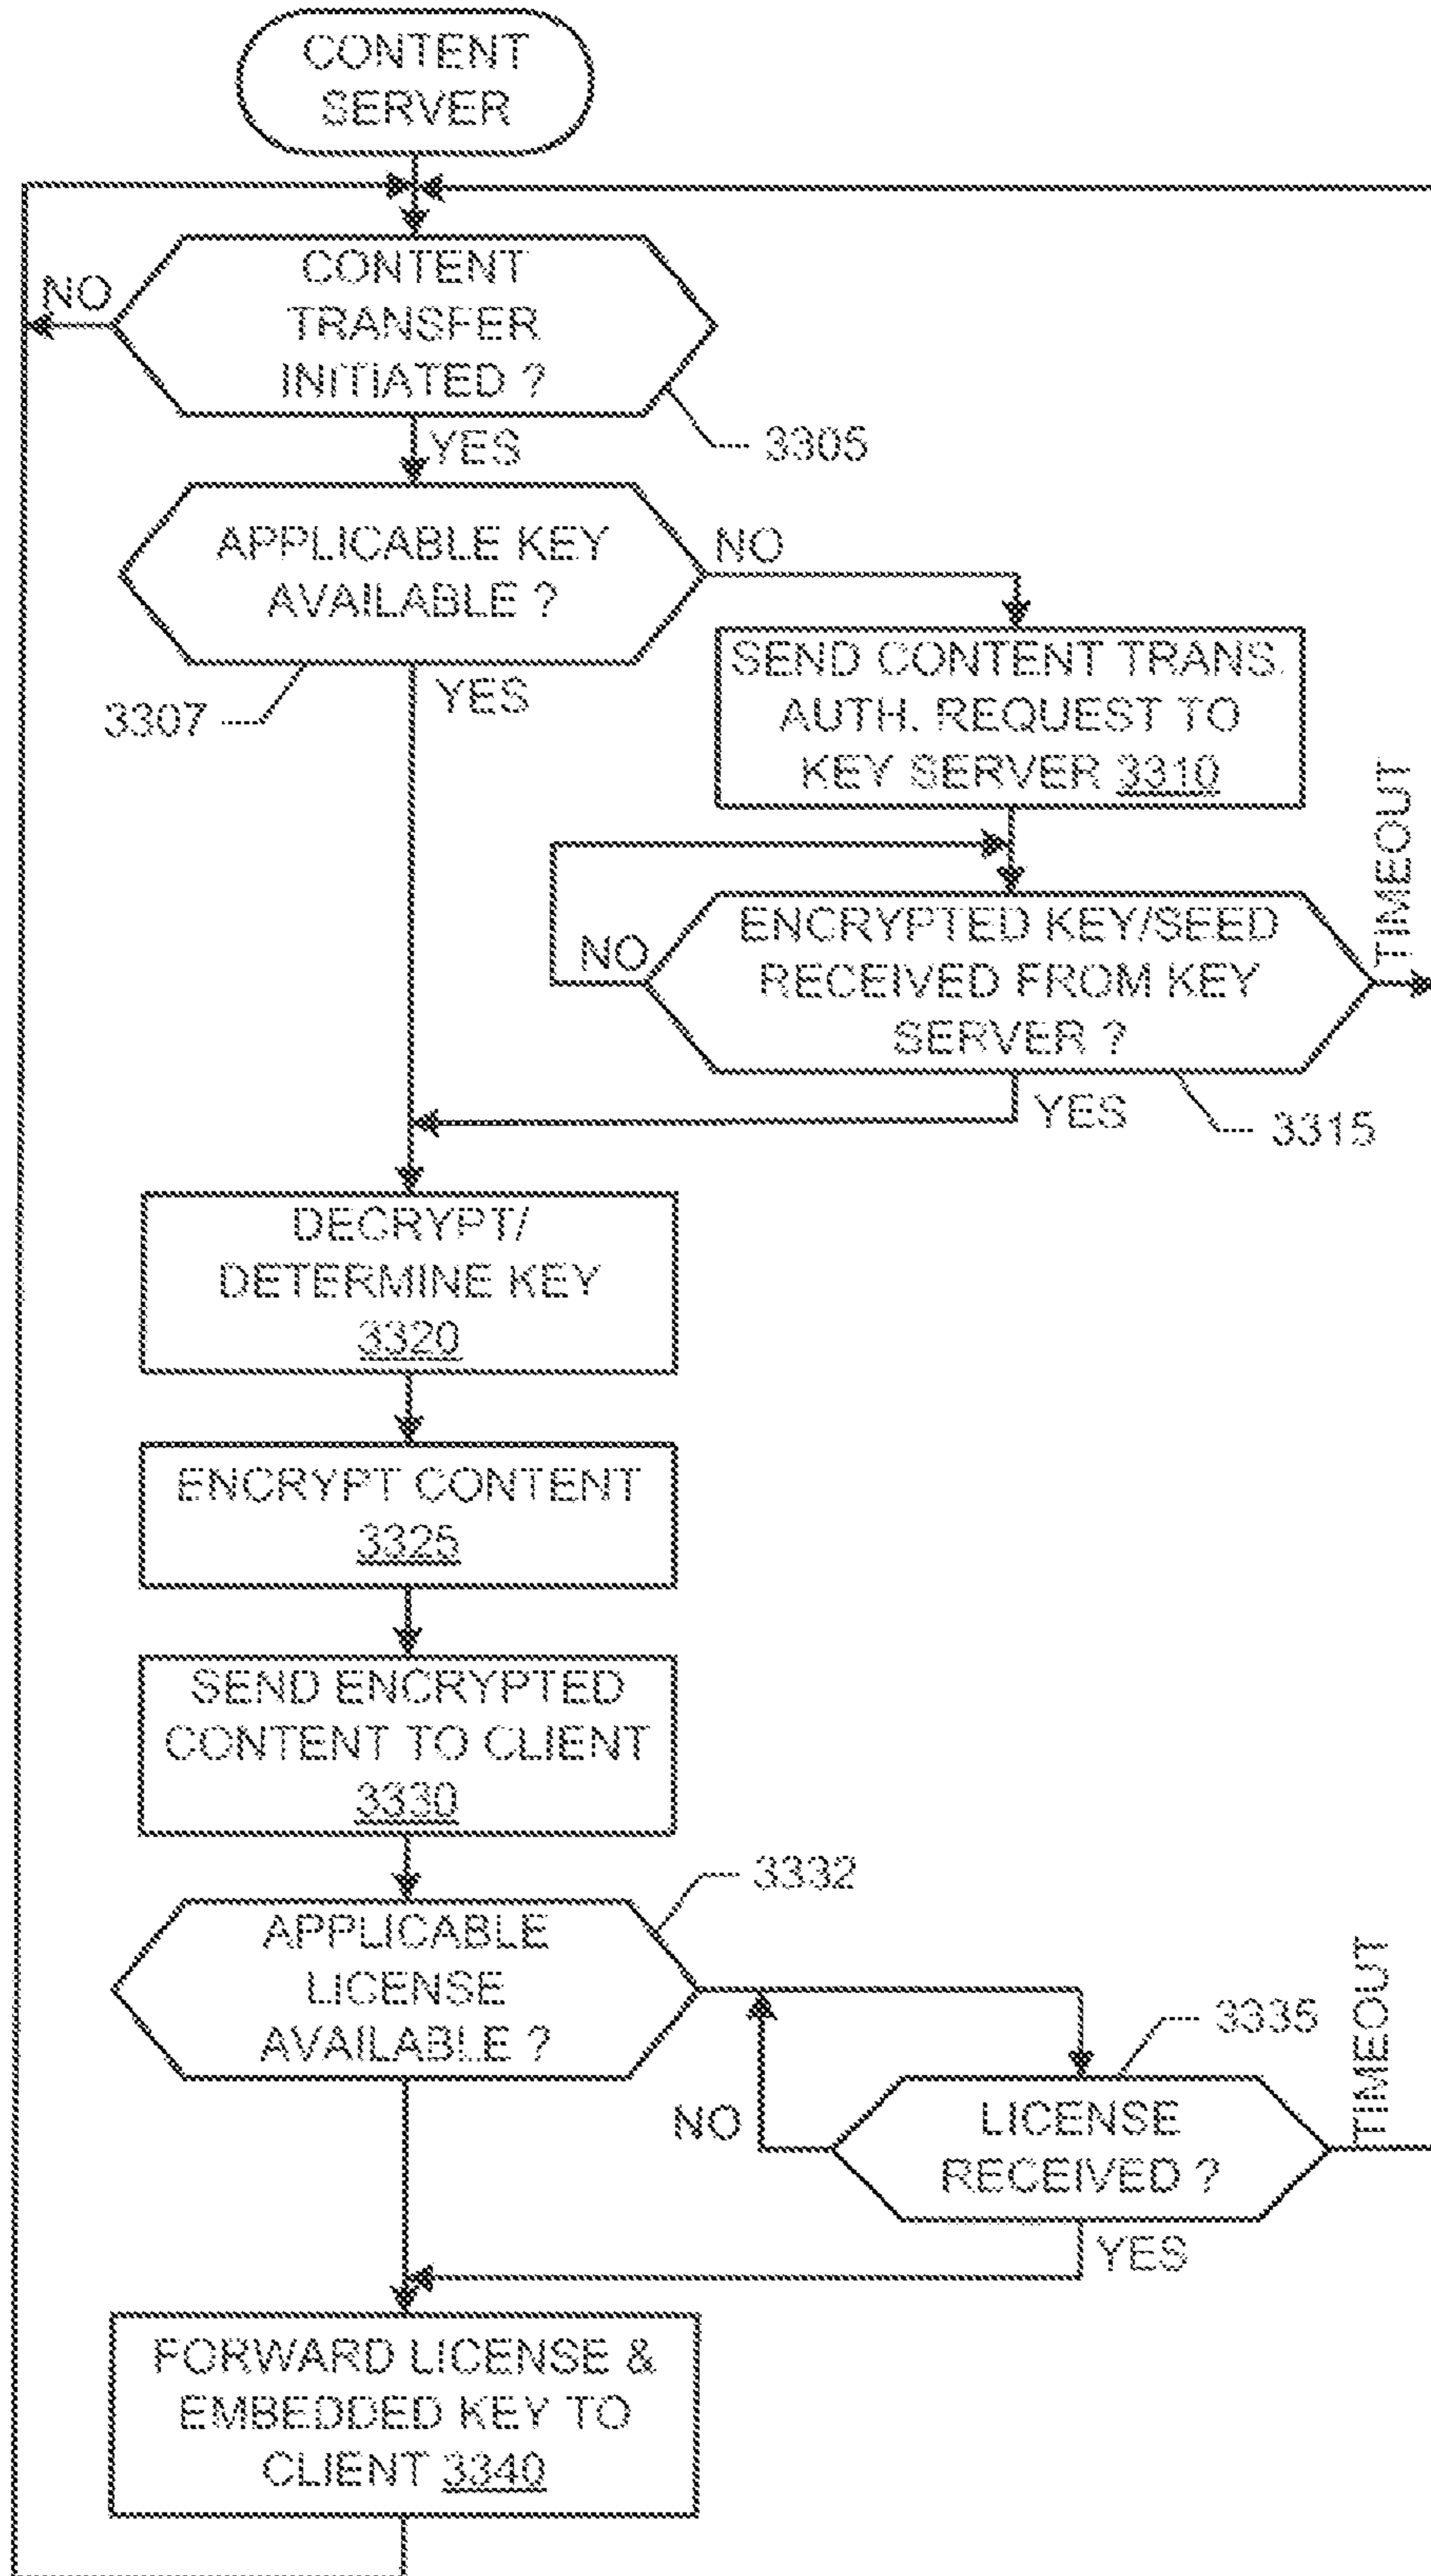 CONTENT
SERVER
CONTENT
TRANSFER
INITIATED ?
NO
3305
YES
APPLICABLE KEY
AVAILABLE ?
NO
3307
YES
SEND CONTENT TRANS.
AUTH. REQUEST TO
KEY SERVER 3310
TIMEOUT
ENCRYPTED KEY/SEED
RECEIVED FROM KEY
SERVER ?
NO
YES
3315
DECRYPT/
DETERMINE KEY
3320
ENCRYPT CONTENT
3325
SEND ENCRYPTED
CONTENT TO CLIENT
3330
3332
APPLICABLE
LICENSE
AVAILABLE ?
3335
TIMEOUT
LICENSE
RECEIVED ?
NO
YES
FORWARD LICENSE &
EMBEDDED KEY TO
CLIENT 3340